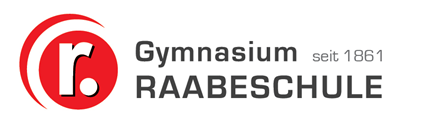 r.
Gymnasium seit 1861
RAABESCHULE